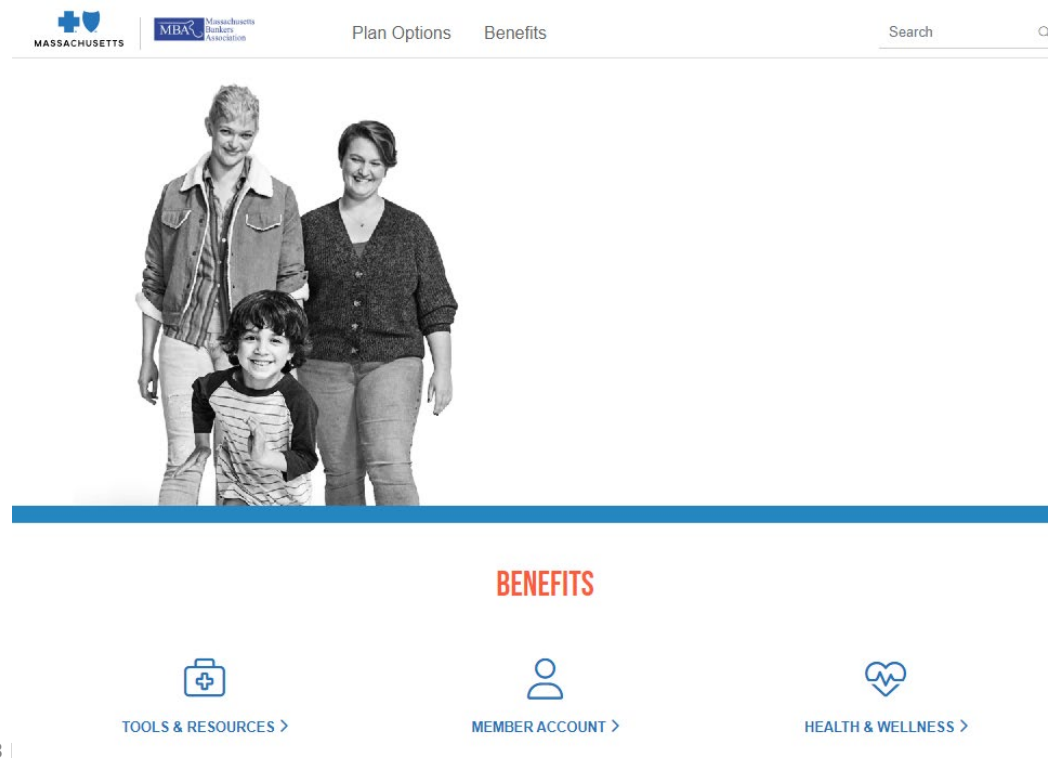 MASSACHUSETTS
MBA
Massachusetts
Bankers
Association
Plan Options
Benefits
Search
BENEFITS
TOOLS & RESOURCES
MEMBER ACCOUNT
HEALTH & WELLNESS